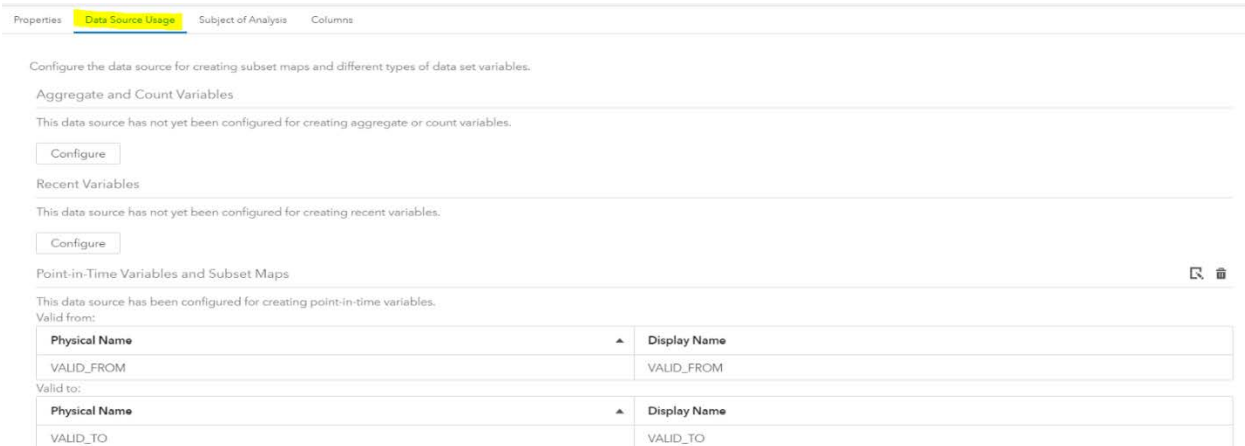 Properties Data Source Usage Subject of Analysis Columns
Configure the data source for creating subset maps and different types of data set variables.
Aggregate and Count Variables
This data source has not yet been configured for creating aggregate or count variables.
Configure
Recent Variables
This data source has not yet been configured for creating recent variables.
Configure
Point-in-Time Variables and Subset Maps
This data source has been configured for creating point-in-time variables.
Valid from:
Physical Name Display Name
VALID_FROM VALID_FROM
Valid to:
Physical Name Display Name
VALID_TO VALID_TO